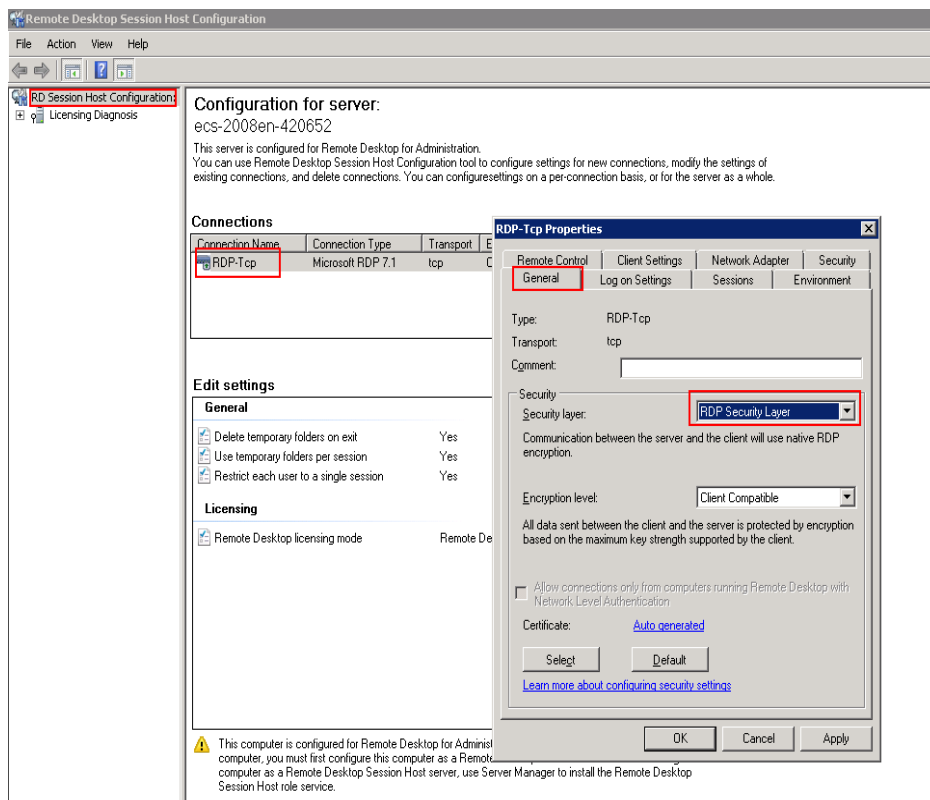 Remote Desktop Session Host Configuration
File Action View Help
RD Session Host Configuration:
Licensing Diagnosis
Configuration for server:
ecs-2008en-420652
This server is configured for Remote Desktop for Administration.
You can use Remote Desktop Session Host Configuration tool to configure settings for new connections, modify the settings of
existing connections, and delete connections. You can configuresettings on a per-connection basis, or for the server as a whole.
Connections
Connection Name Connection Type Transport E
RDP-Tcp Microsoft RDP 7.1 tcp C
Edit settings
General
Delete temporary folders on exit Yes
Use temporary folders per session Yes
Restrict each user to a single session Yes
Licensing
Remote Desktop licensing mode Remote De
This computer is configured for Remote Desktop for Adminis
computer, you must first configure this computer as a Remote
computer as a Remote Desktop Session Host server, use Server Manager to install the Remote Desktop
Session Host role service.
RDP-Tcp Properties
Remote Control Client Settings Network Adapter Security
General Log on Settings Sessions Environment
Type: RDP-Tcp
Transport: tcp
Comment:
Security
Security layer: RDP Security Layer
Communication between the server and the client will use native RDP
encryption.
Encryption level: Client Compatible
All data sent between the client and the server is protected by encryption
based on the maximum key strength supported by the client.
Allow connections only from computers running Remote Desktop with
Network Level Authentication
Certificate: Auto generated
Select Default
Learn more about configuring security settings
OK Cancel Apply